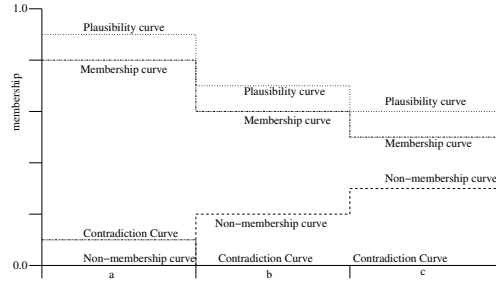 1.0
Plausibility curve
Membership curve
Plausibility curve
Membership curve
Plausibility curve
Membership curve
membership
Non−membership curve
Non−membership curve
Contradiction Curve
0.0
Non−membership curve
Contradiction Curve
Contradiction Curve
a
b
c